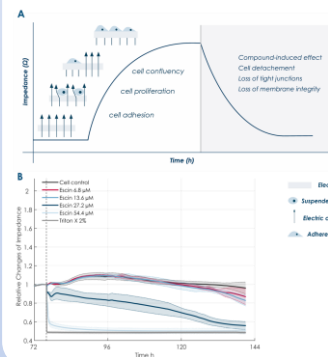 A
Impedance (Ω)
cell confluency
cell proliferation
cell adhesion
Compound-induced effect
Cell detachement
Loss of tight junctions
Loss of membrane integrity
Time (h)
B
Relative Changes of Impedance
Cell control
Escin 6.8 µM
Escin 13.6 µM
Escin 27.2 µM
Escin 54.4 µM
Triton X 2%
2
1.8
1.6
1.4
1.2
1
0.8
0.6
0.4
72
96
120
144
Time h
Electric